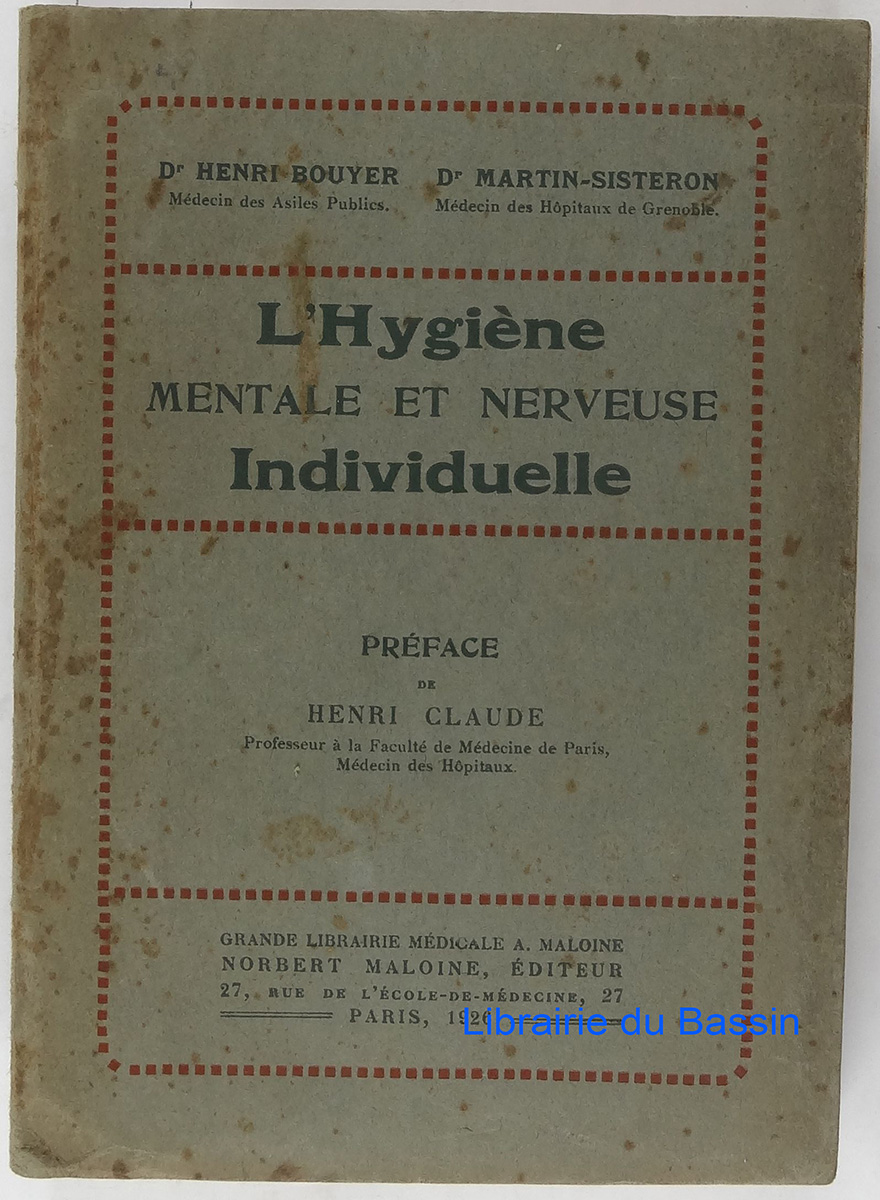 Dr HENRI BOUYER Dr MARTIN-SISTERON
Médecin des Asiles Publics. Médecin des Hôpitaux de Grenoble.
L'Hygiène
MENTALE ET NERVEUSE
Individuelle
PRÉFACE
DE
HENRI CLAUDE
Professeur à la Faculté de Médecine de Paris,
Médecin des Hôpitaux.
GRANDE LIBRAIRIE MÉDICALE A. MALOINE
NORBERT MALOINE, ÉDITEUR
27, RUE DE L'ÉCOLE-DE-MÉDECINE, 27
PARIS, 1926
Librairie du Bassin